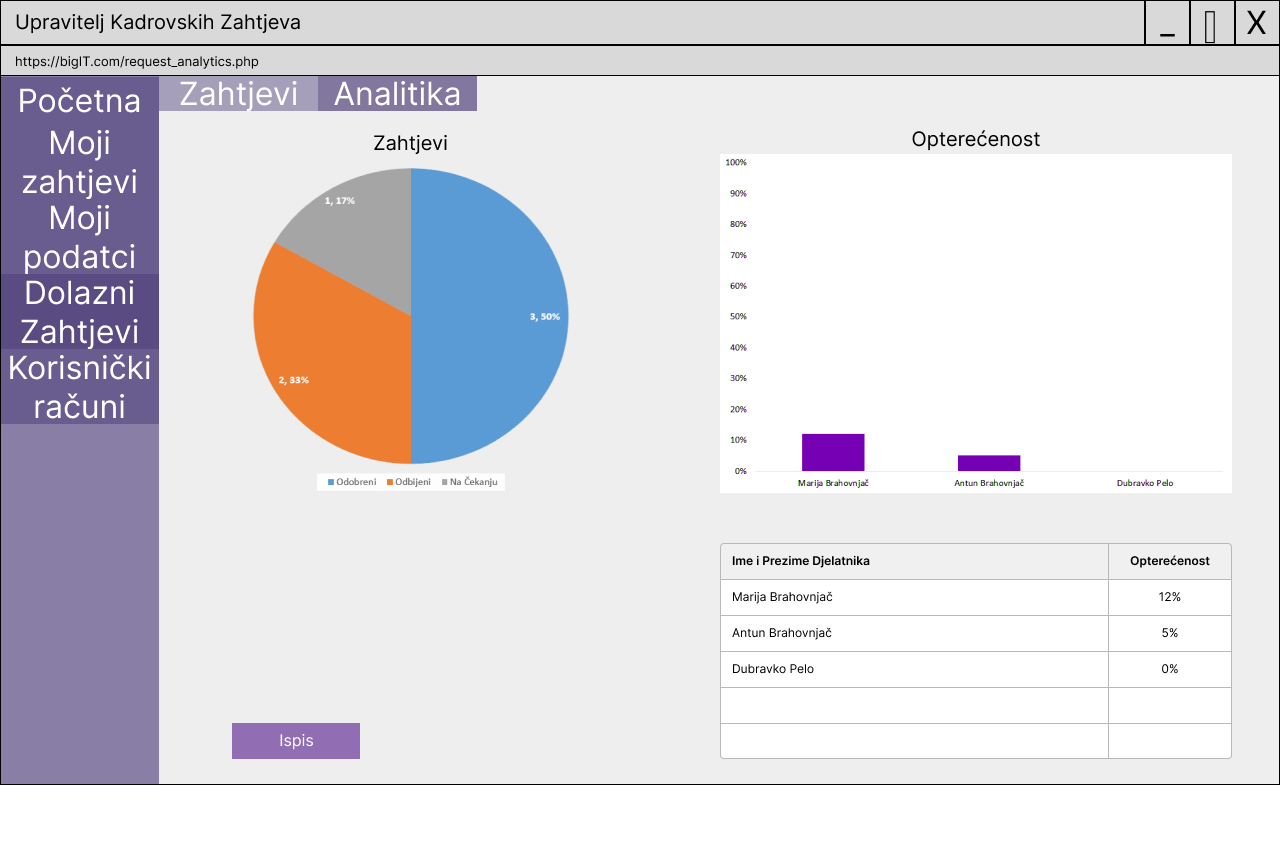 Upravitelj Kadrovskih Zahtjeva
_
X
https://bigIT.com/request_analytics.php
Početna
Moji
zahtjevi
Moji
podatci
Dolazni
Zahtjevi
Korisnički
računi
Zahtjevi
Analitika
Zahtjevi
1, 17%
3, 50%
2, 33%
Odobreni
Odbijeni
Na Čekanju
Ispis
Opterećenost
100%
90%
80%
70%
60%
50%
40%
30%
20%
10%
0%
Marija Brahovnjač
Antun Brahovnjač
Dubravko Pelo
Ime i Prezime Djelatnika
Opterećenost
Marija Brahovnjač
12%
Antun Brahovnjač
5%
Dubravko Pelo
0%